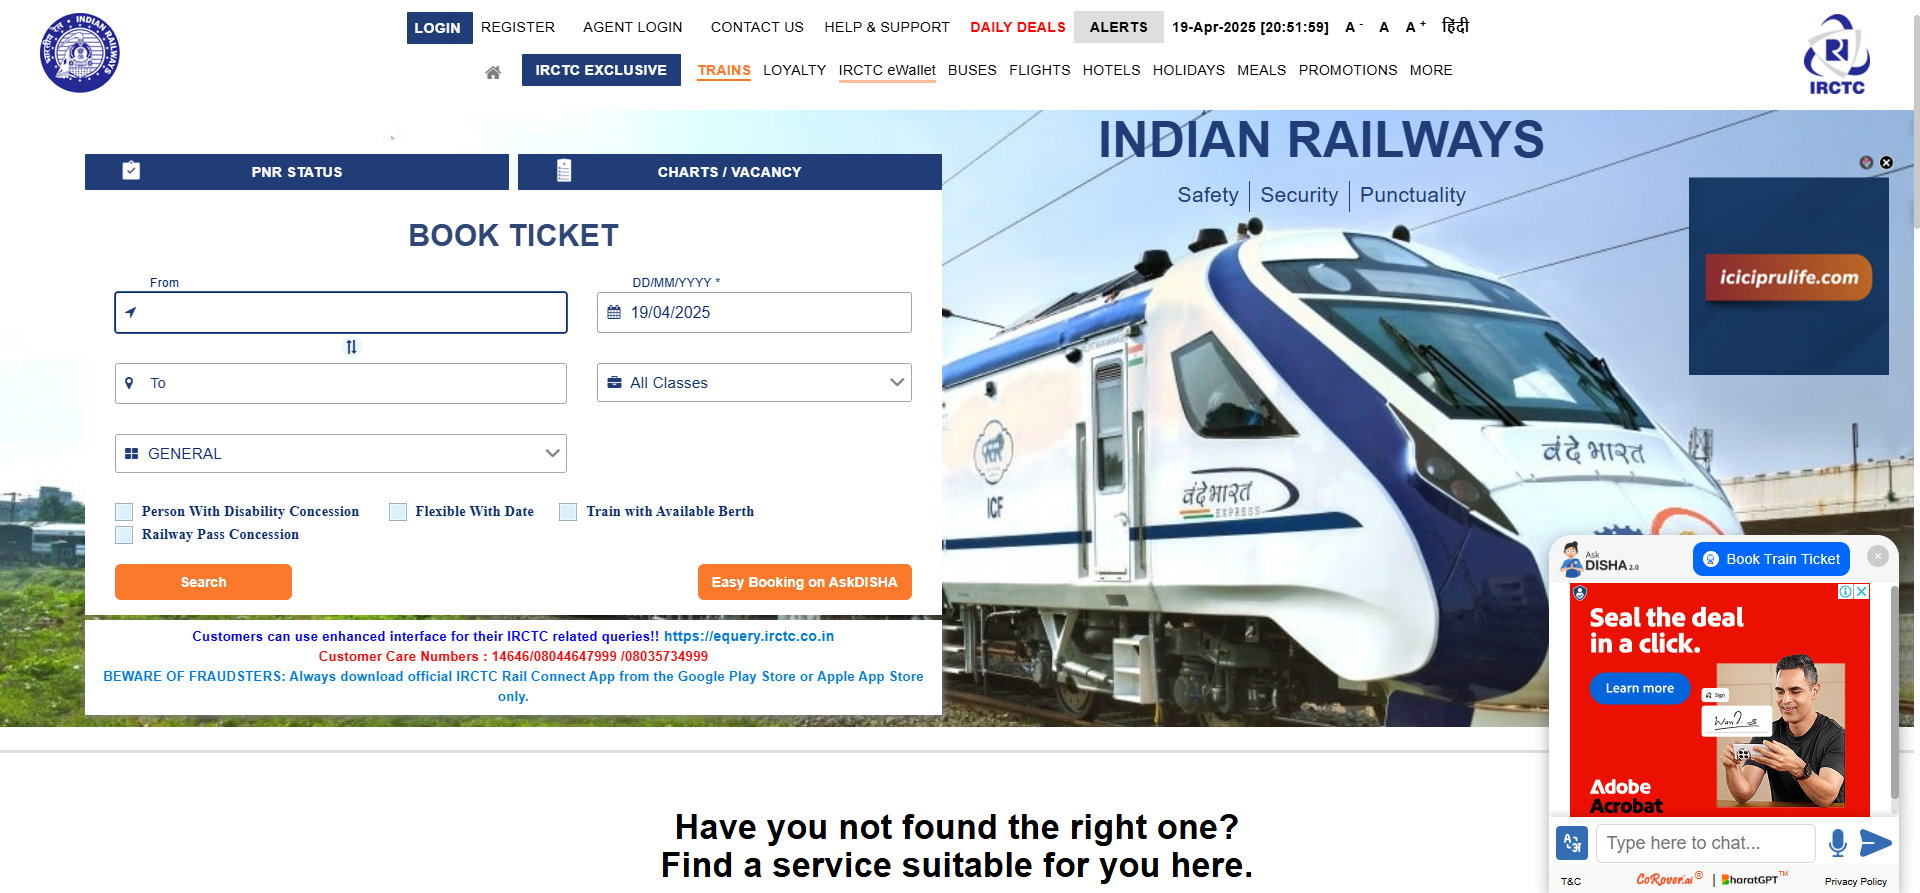 LOGIN REGISTER AGENT LOGIN CONTACT US HELP & SUPPORT DAILY DEALS ALERTS 19-Apr-2025 [20:51:59] A - A A + हिंदी
IRCTC EXCLUSIVE TRAINS LOYALTY IRCTC eWallet BUSES FLIGHTS HOTELS HOLIDAYS MEALS PROMOTIONS MORE
भारतीय रेल INDIAN RAILWAYS
IRCTC
INDIAN RAILWAYS
Safety | Security | Punctuality
PNR STATUS
CHARTS / VACANCY
BOOK TICKET
From
DD/MM/YYYY *
19/04/2025
To
All Classes
GENERAL
Person With Disability Concession
Flexible With Date
Train with Available Berth
Railway Pass Concession
Search
Easy Booking on AskDISHA
Customers can use enhanced interface for their IRCTC related queries!! https://equery.irctc.co.in
Customer Care Numbers : 14646/08044647999 /08035734999
BEWARE OF FRAUDSTERS: Always download official IRCTC Rail Connect App from the Google Play Store or Apple App Store
only.
iciciprulife.com
वंदे भारत
वंदे भारत
EXPRESS
ICF
Ask
DISHA 2.0
Book Train Ticket
Seal the deal
in a click.
Learn more
Sign
Adobe
Acrobat
Type here to chat...
T&C
CoRover.ai ®
| BharatGPT TM
Privacy Policy
Have you not found the right one?
Find a service suitable for you here.